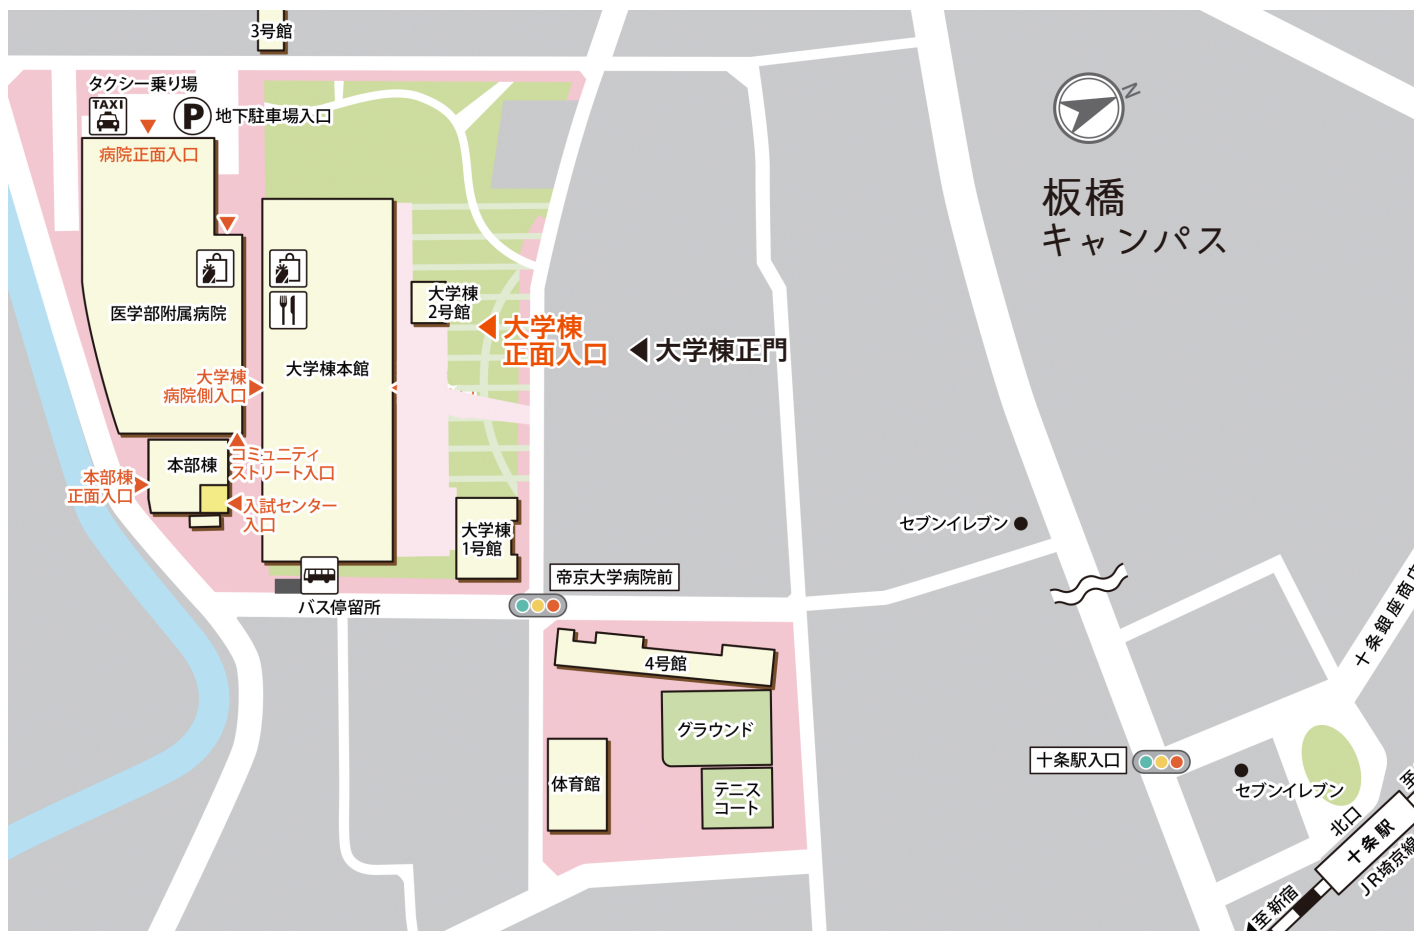 3号館
タクシー乗り場
TAXI
P
地下駐車場入口
病院正面入口
N
板橋
キャンパス
医学部附属病院
大学棟
2号館
大学棟
正面入口
大学棟正門
大学棟本館
大学棟
病院側入口
コミュニティ
ストリート入口
本部棟
本部棟
正面入口
入試センター
入口
大学棟
1号館
バス停留所
帝京大学病院前
セブンイレブン
4号館
グラウンド
体育館
テニス
コート
十条銀座商店
十条駅入口
セブンイレブン
北口
十条駅
JR埼京線
至
至新宿